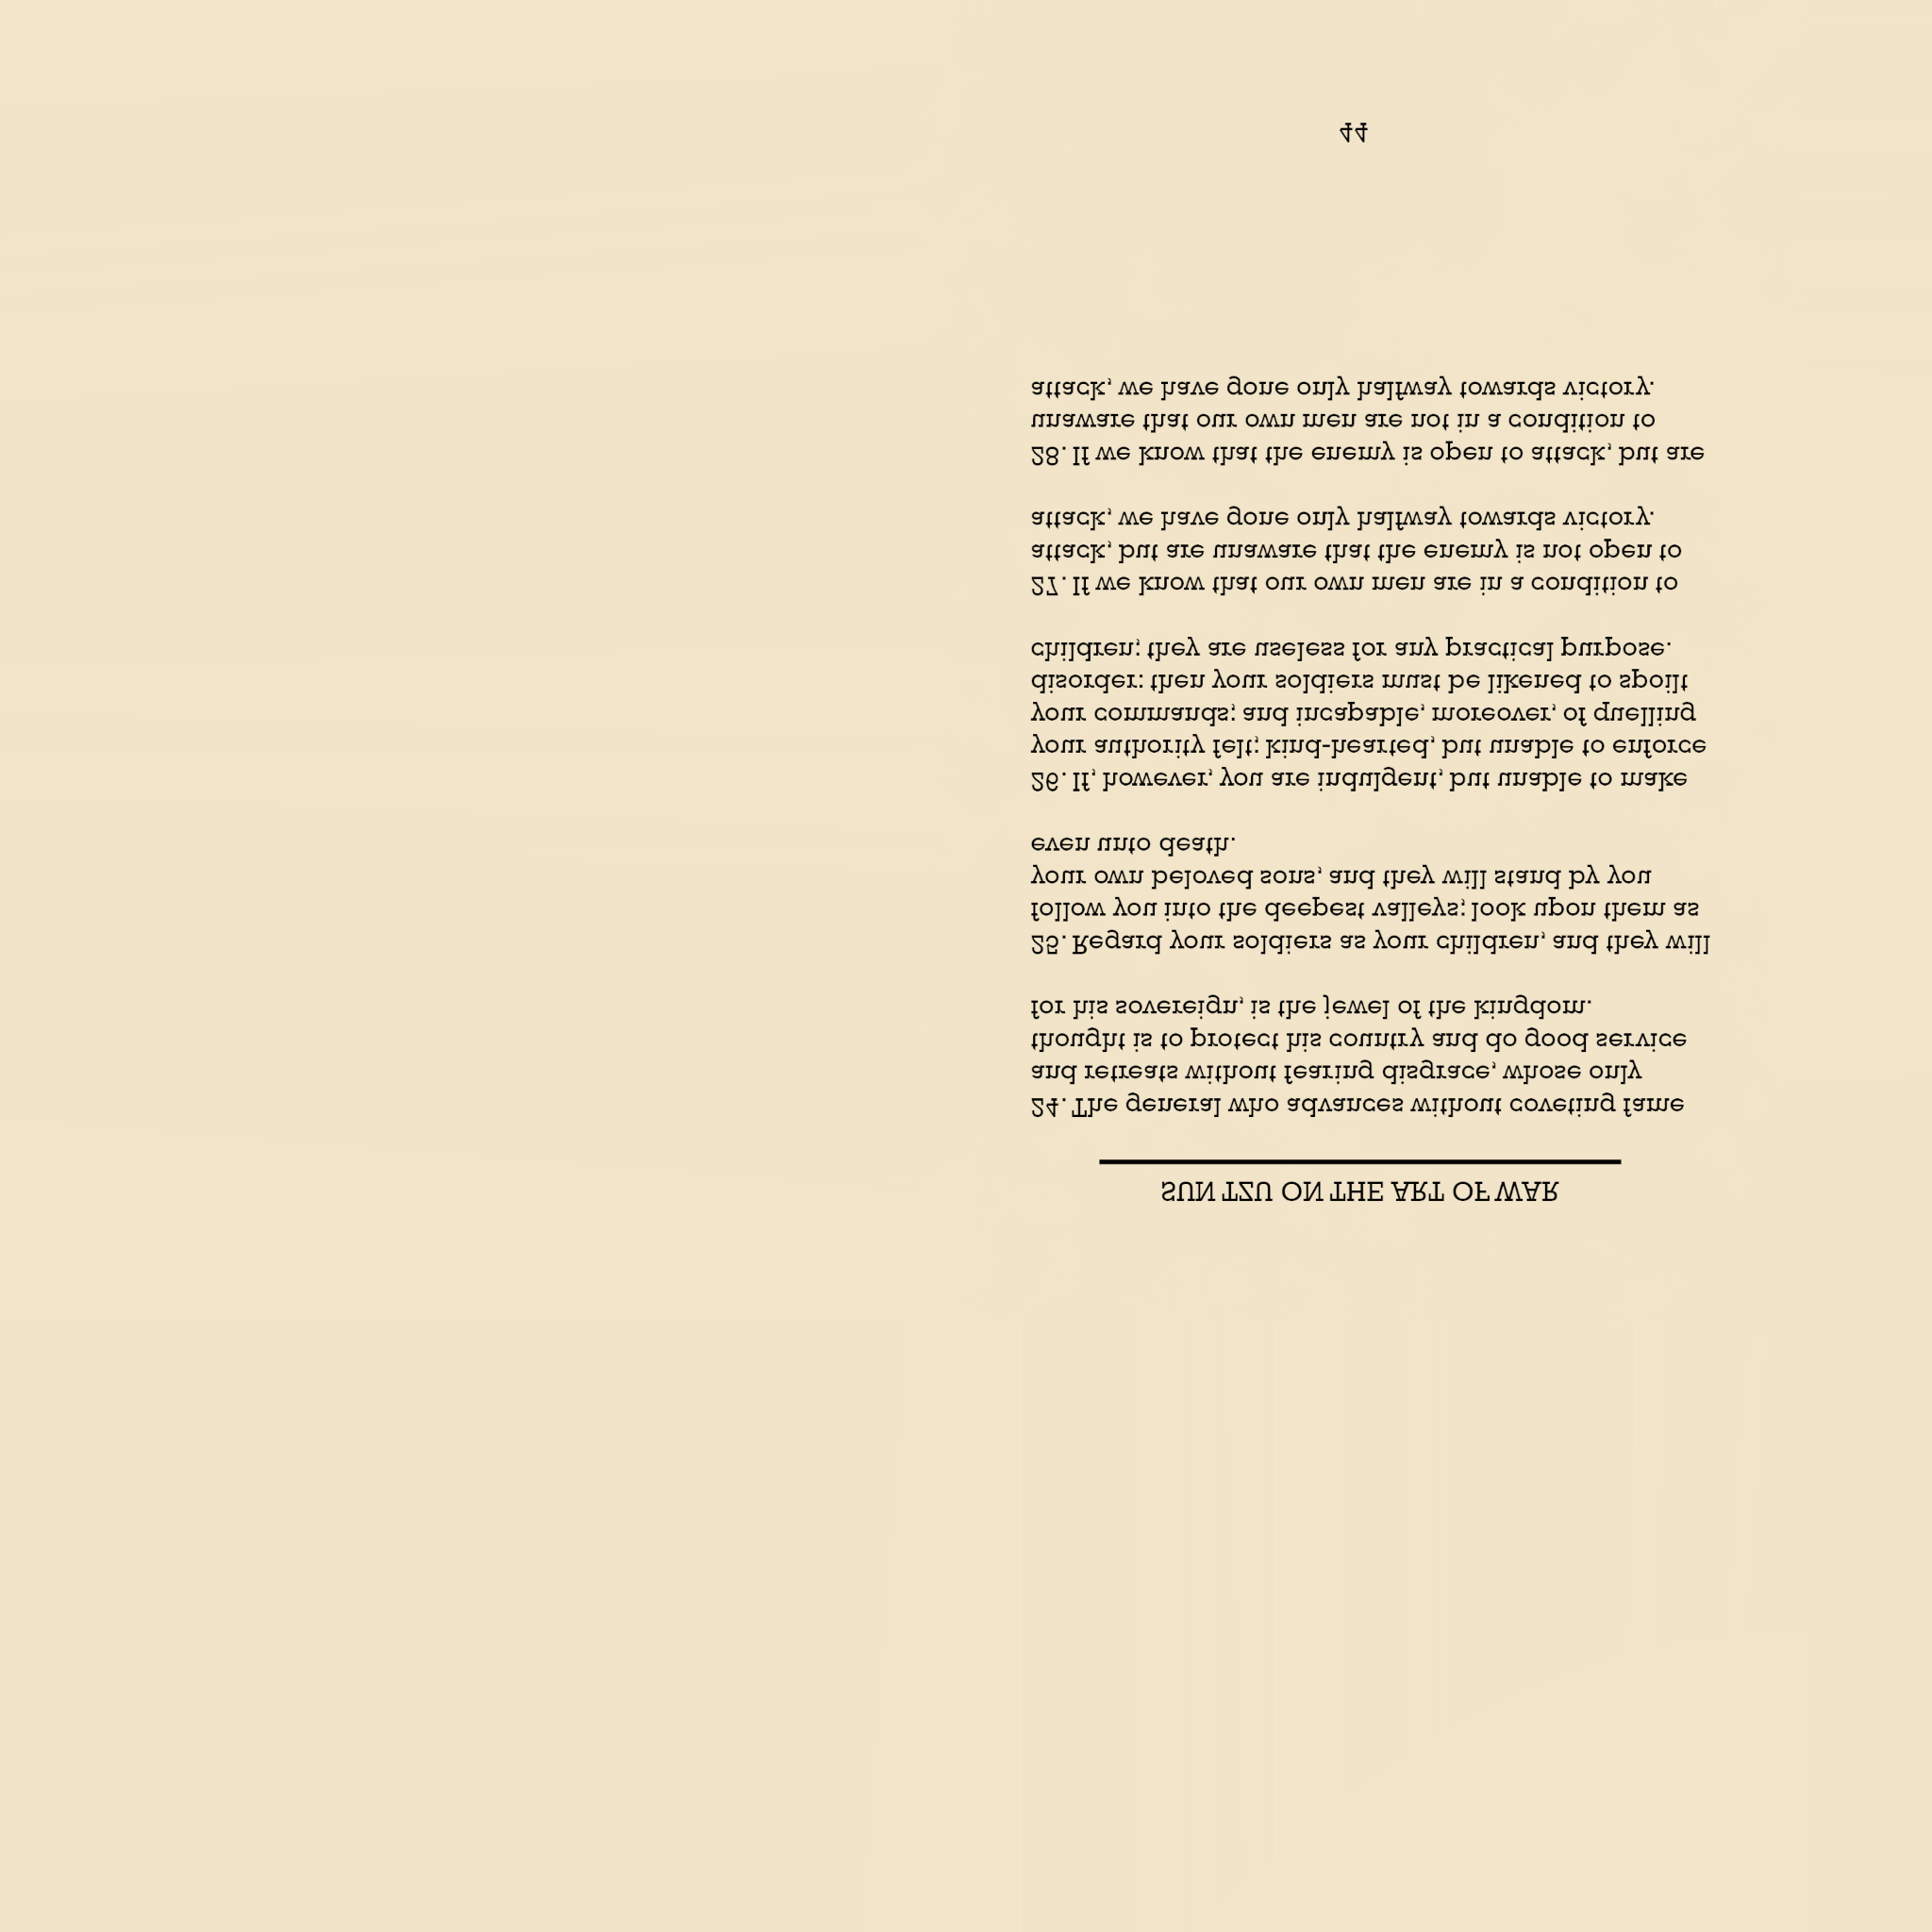 SUN TZU ON THE ART OF WAR
24. The general who advances without coveting fame
and retreats without fearing disgrace, whose only
thought is to protect his country and do good service
for his sovereign, is the jewel of the kingdom.
25. Regard your soldiers as your children, and they will
follow you into the deepest valleys; look upon them as
your own beloved sons, and they will stand by you
even unto death.
26. If, however, you are indulgent, but unable to make
your authority felt; kind-hearted, but unable to enforce
your commands; and incapable, moreover, of quelling
disorder: then your soldiers must be likened to spoilt
children; they are useless for any practical purpose.
27. If we know that our own men are in a condition to
attack, but are unaware that the enemy is not open to
attack, we have gone only halfway towards victory.
28. If we know that the enemy is open to attack, but are
unaware that our own men are not in a condition to
attack, we have gone only halfway towards victory.
44